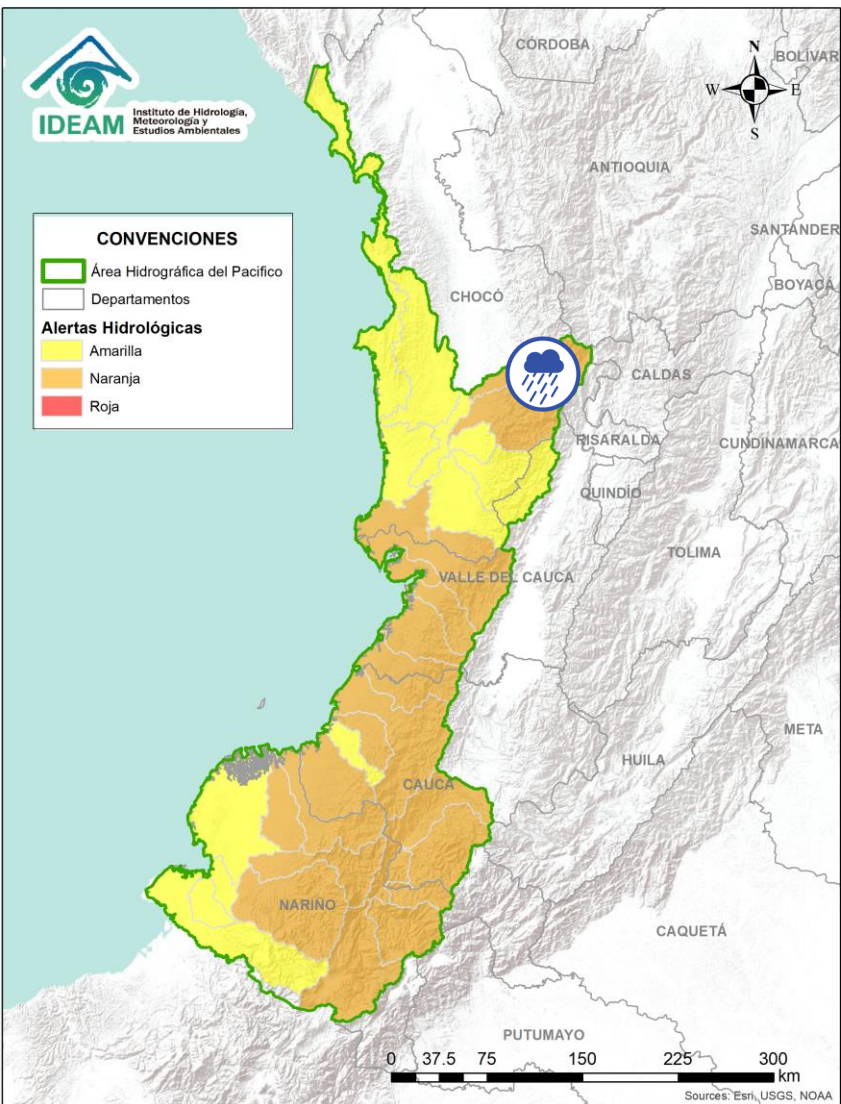 IDEAM
Instituto de Hidrología,
Meteorología y
Estudios Ambientales
CÓRDOBA
BOLÍVAR
N
W
E
S
ANTIOQUIA
SANTANDER
CONVENCIONES
Área Hidrográfica del Pacifico
Departamentos
Alertas Hidrológicas
Amarilla
Naranja
Roja
BOYACÁ
CHOCÓ
CALDAS
RISARALDA
CUNDINAMARCA
QUINDÍO
TOLIMA
VALLE DEL CAUCA
META
HUILA
CAUCA
NARIÑO
CAQUETÁ
PUTUMAYO
0 37.5 75 150 225 300
km
Sources: Esri, USGS, NOAA